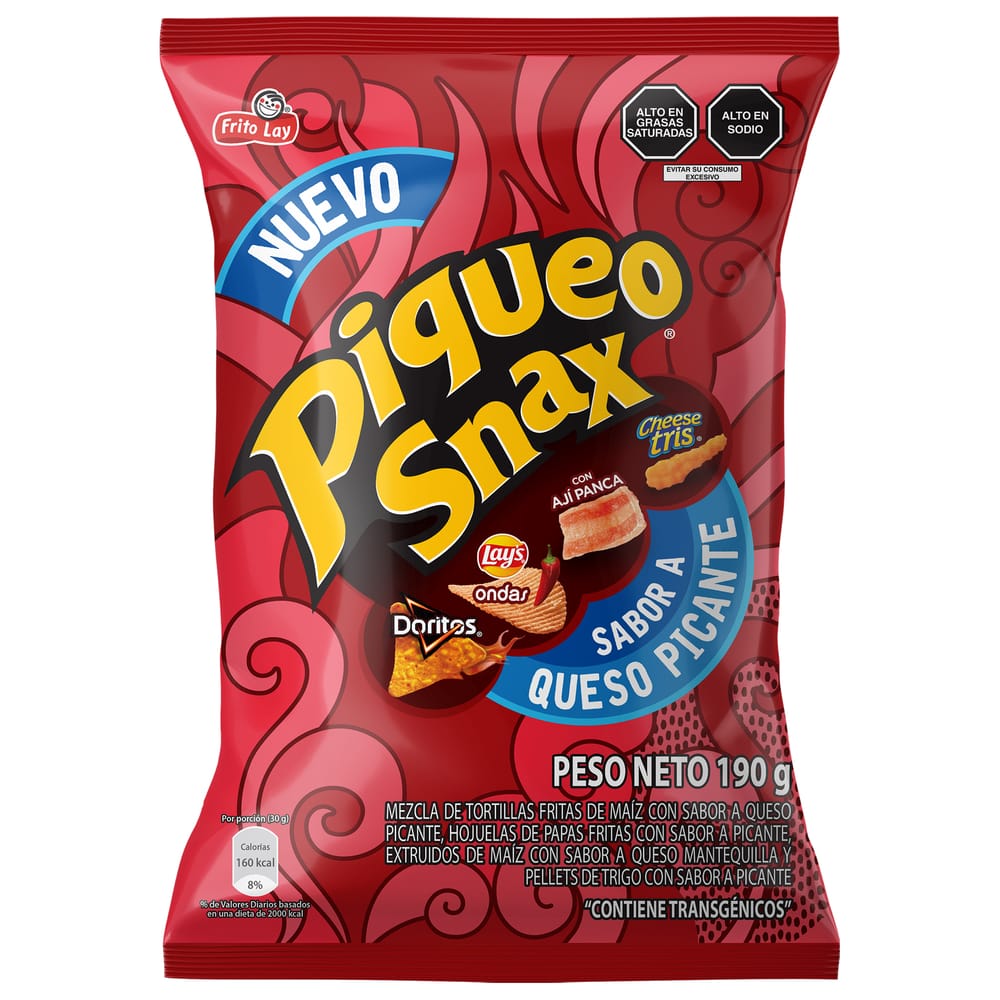 Frito Lay
ALTO EN
GRASAS
SATURADAS
ALTO EN
SODIO
EVITAR SU CONSUMO
EXCESIVO
NUEVO
Piqueo
Snax®
Cheese
tris®
CON
AJÍ PANCA
Lay's
ondas
Doritos®
SABOR A
QUESO PICANTE
PESO NETO 190 g
MEZCLA DE TORTILLAS FRITAS DE MAÍZ CON SABOR A QUESO
PICANTE, HOJUELAS DE PAPAS FRITAS CON SABOR A PICANTE,
EXTRUIDOS DE MAÍZ CON SABOR A QUESO MANTEQUILLA Y
PELLETS DE TRIGO CON SABOR A PICANTE
"CONTIENE TRANSGÉNICOS"
Por porción (30 g)
Calorías
160 kcal
8%
% de Valores Diarios basados
en una dieta de 2000 kcal